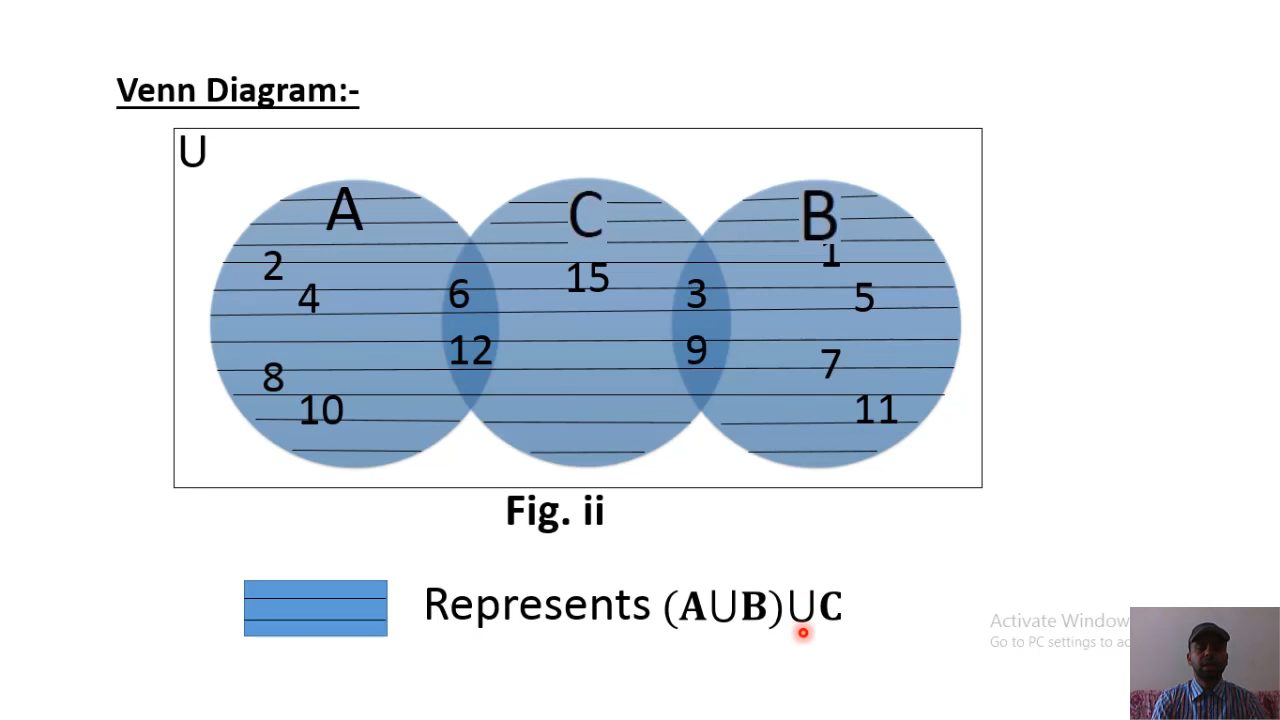 Venn Diagram:-
U
A C B
2 15 1
4 6 3 5
12 9 7
8
10 11
Fig. ii
Represents (A∪B)∪C
Activate Window
Go to PC settings to ac